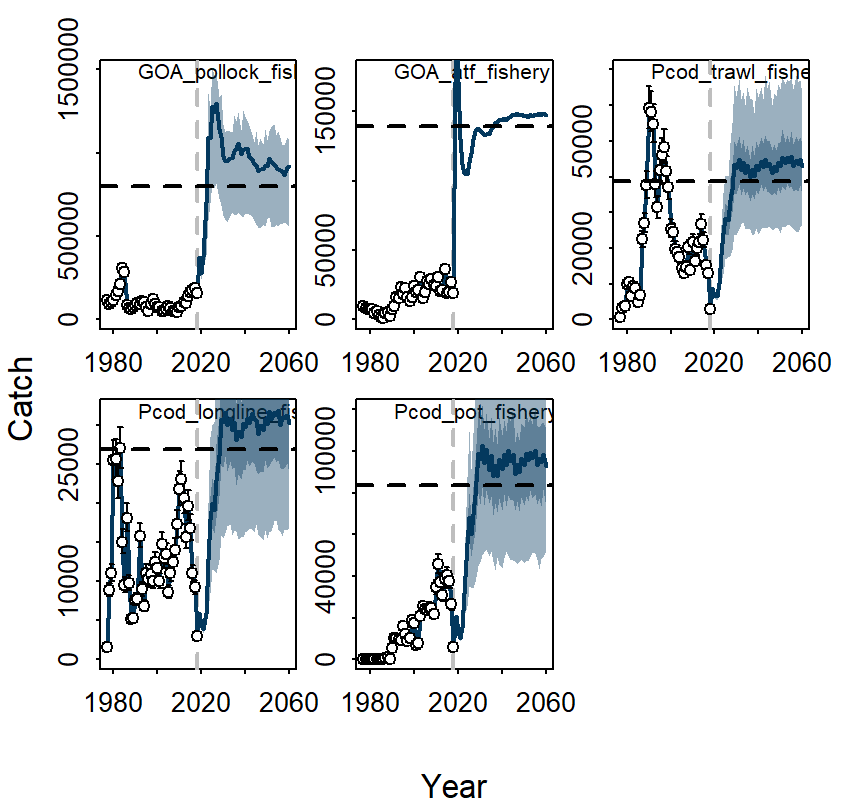 GOA_pollock_fis
GOA_atf_fishery
Pcod_trawl_fishe
0 500000 1500000
0 50000 150000
0 20000 50000
1980 2020 2060
1980 2020 2060
1980 2020 2060
Catch
Pcod_longline_fis
Pcod_pot_fishery
0 10000 25000
0 40000 100000
1980 2020 2060
1980 2020 2060
Year